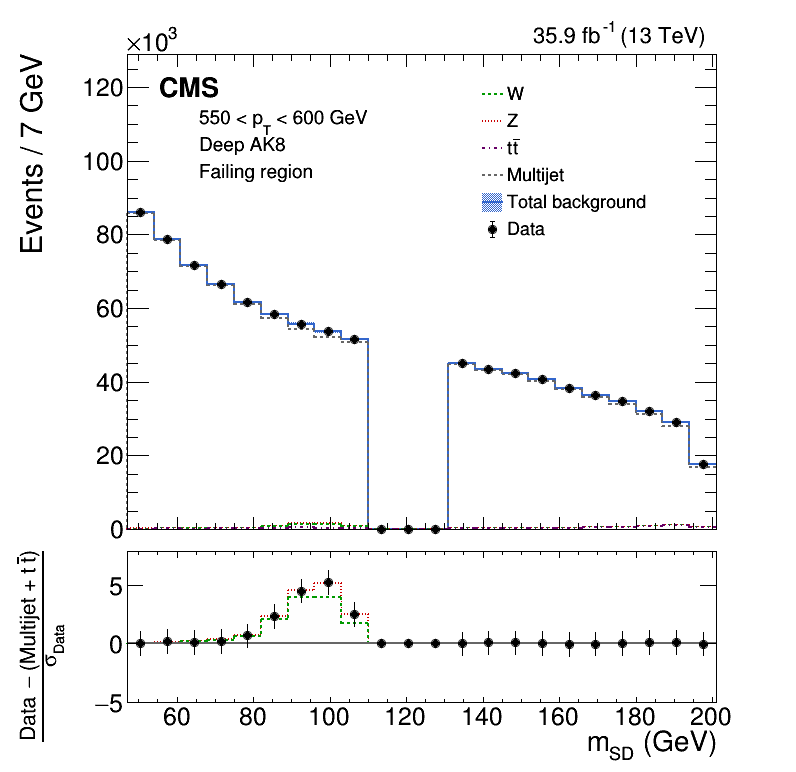 ×10³
35.9 fb⁻¹ (13 TeV)
CMS
550 < p_T < 600 GeV
Deep AK8
Failing region
W
Z
tt̄
Multijet
Total background
Data
Events / 7 GeV
120
100
80
60
40
20
0
Data − (Multijet + tt̄)
σ_Data
5
0
−5
60 80 100 120 140 160 180 200
m_SD (GeV)